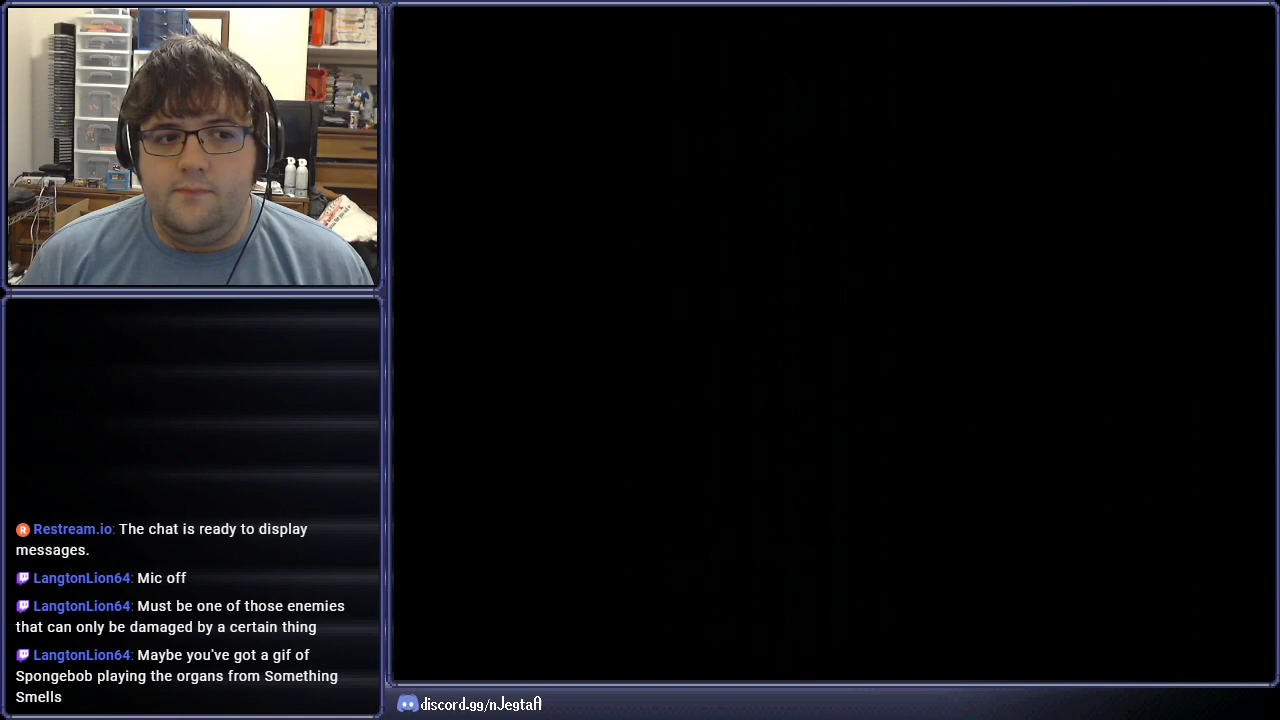 Restream.io: The chat is ready to display
messages.
LangtonLion64: Mic off
LangtonLion64: Must be one of those enemies
that can only be damaged by a certain thing
LangtonLion64: Maybe you've got a gif of
Spongebob playing the organs from Something
Smells
discord.gg/nJegtaA